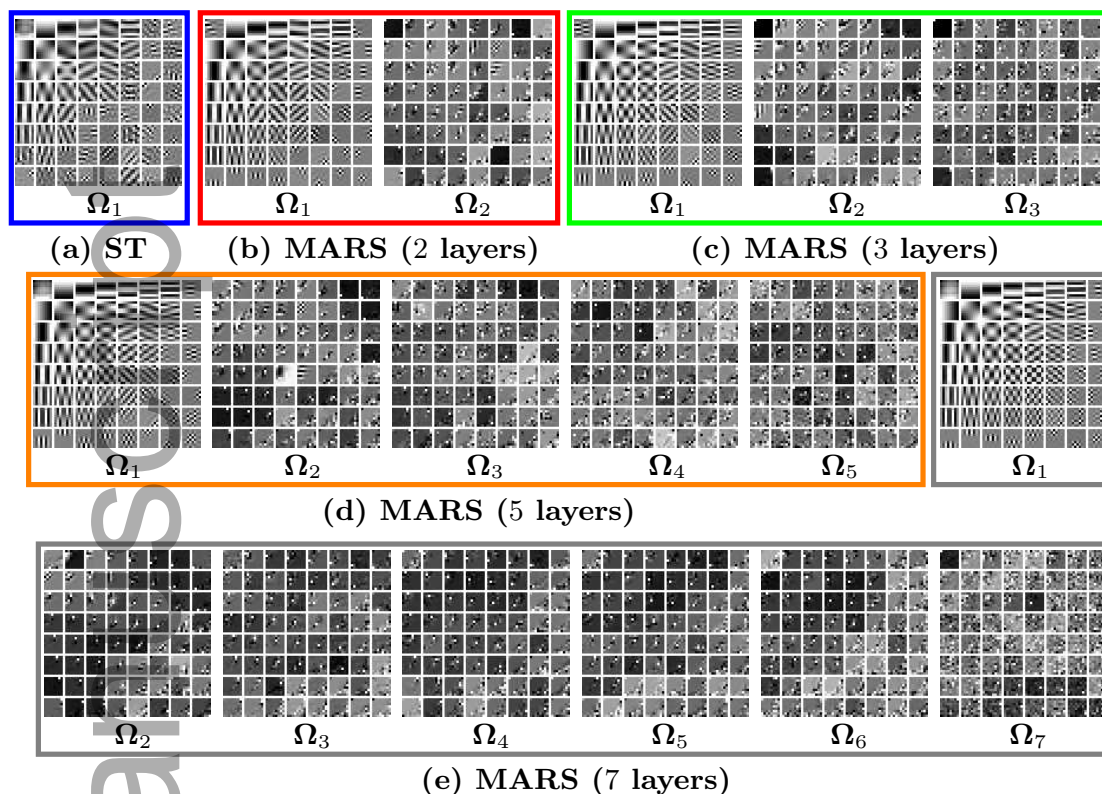 Ω₁
Ω₁ Ω₂
Ω₁ Ω₂ Ω₃
(a) ST (b) MARS (2 layers) (c) MARS (3 layers)
Ω₁ Ω₂ Ω₃ Ω₄ Ω₅
Ω₁
(d) MARS (5 layers)
Ω₂ Ω₃ Ω₄ Ω₅ Ω₆ Ω₇
(e) MARS (7 layers)